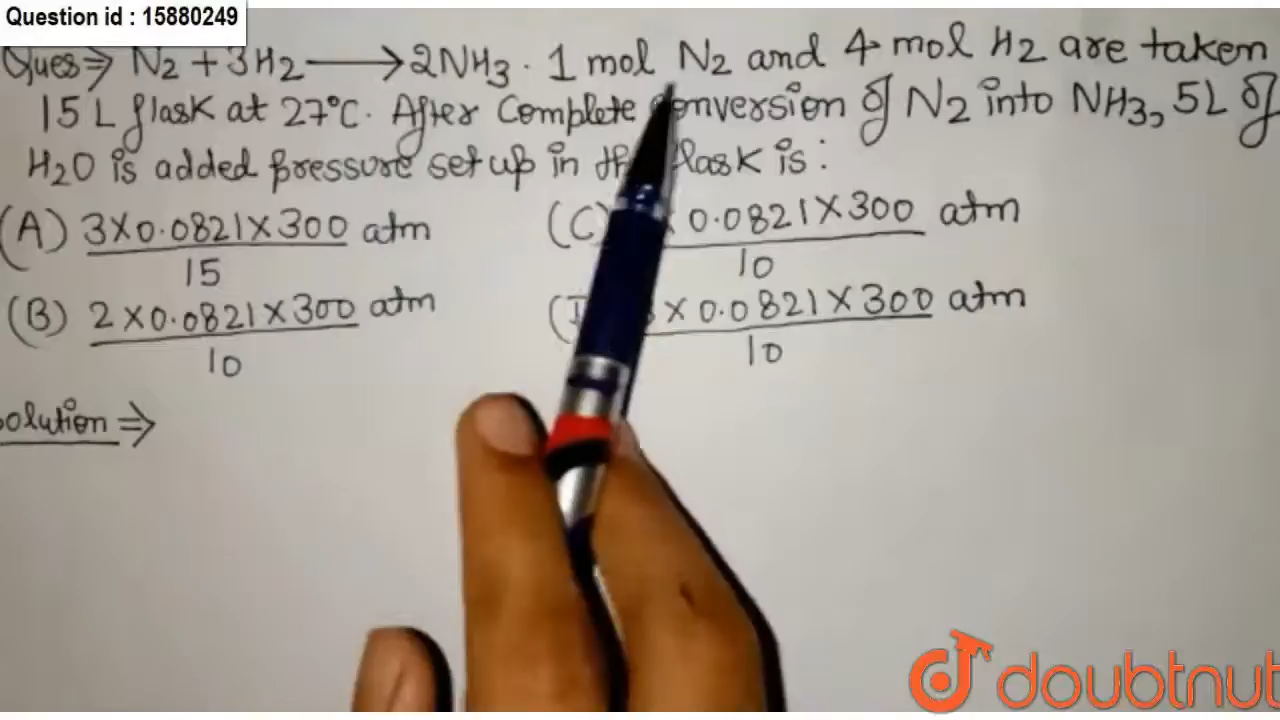 Question id : 15880249
Ques⇒ N2 + 3H2 ⟶ 2NH3. 1 mol N2 and 4 mol H2 are taken
15 L flask at 27°C. After Complete conversion of N2 into NH3, 5L of
H2O is added pressure set up in the flask is :
(A) 3×0.0821×300 atm
15
(C) × 0.0821×300 atm
10
(B) 2×0.0821×300 atm
10
× 0.0821×300 atm
10
olution ⇒
doubtnut